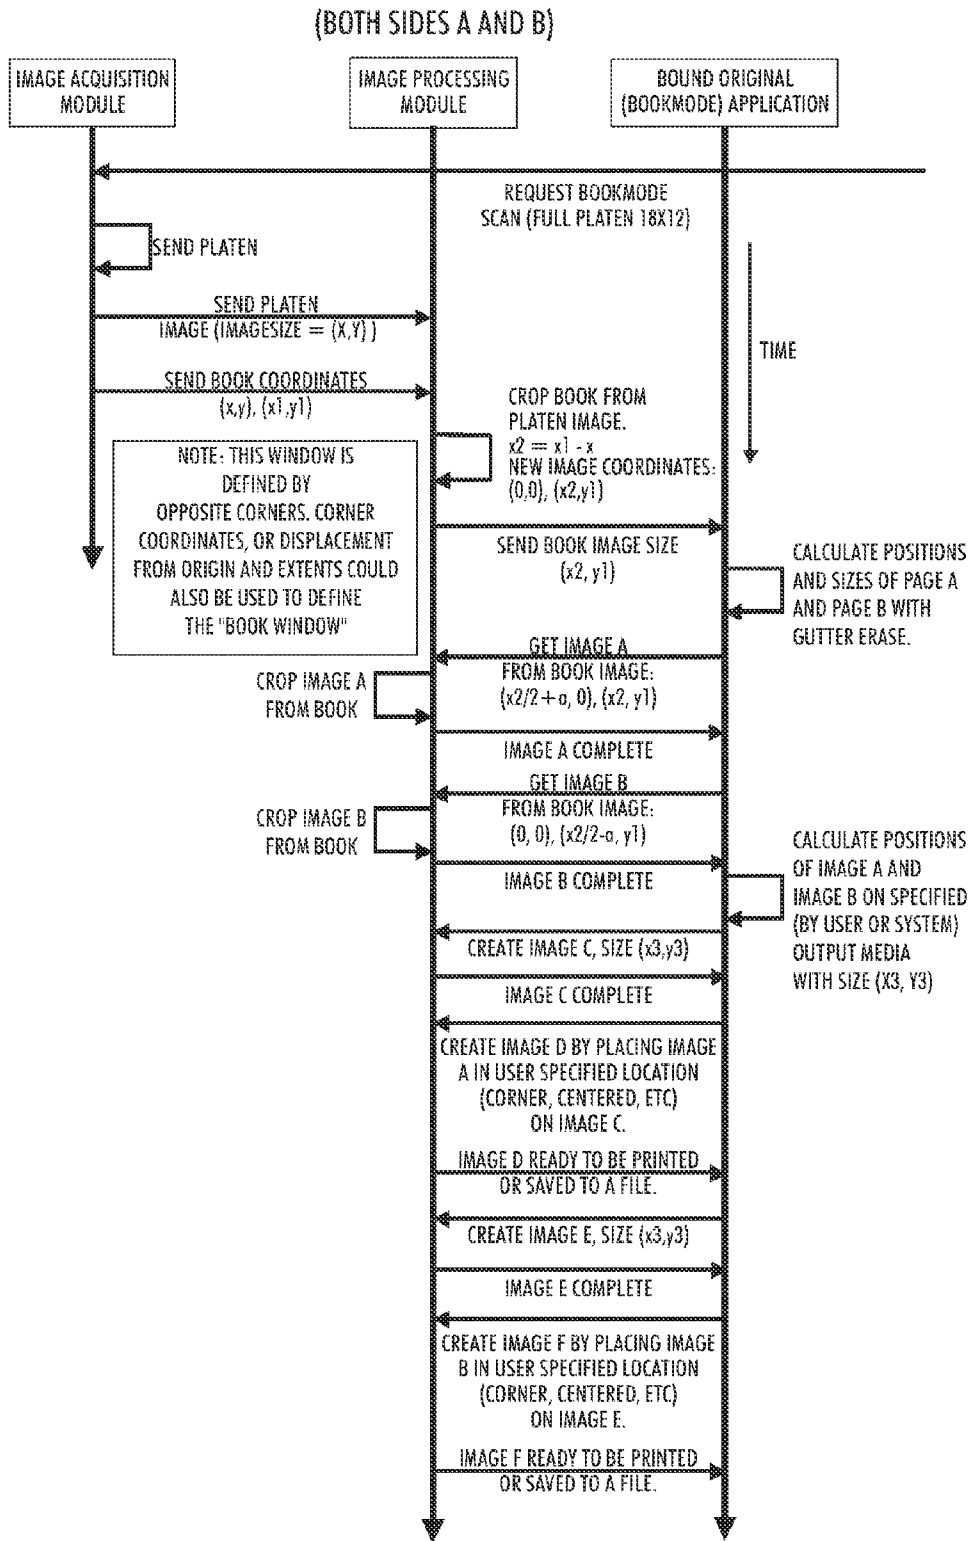 (BOTH SIDES A AND B)
IMAGE ACQUISITION
MODULE
IMAGE PROCESSING
MODULE
BOUND ORIGINAL
(BOOKMODE) APPLICATION
REQUEST BOOKMODE
SCAN (FULL PLATEN 18X12)
SEND PLATEN
SEND PLATEN
IMAGE (IMAGESIZE = (X,Y) )
TIME
SEND BOOK COORDINATES
(x,y), (x1,y1)
CROP BOOK FROM
PLATEN IMAGE.
x2 = x1 - x
NEW IMAGE COORDINATES:
(0,0), (x2,y1)
NOTE: THIS WINDOW IS
DEFINED BY
OPPOSITE CORNERS. CORNER
COORDINATES, OR DISPLACEMENT
FROM ORIGIN AND EXTENTS COULD
ALSO BE USED TO DEFINE
THE "BOOK WINDOW"
SEND BOOK IMAGE SIZE
(x2, y1)
CALCULATE POSITIONS
AND SIZES OF PAGE A
AND PAGE B WITH
GUTTER ERASE.
GET IMAGE A
FROM BOOK IMAGE:
(x2/2+a, 0), (x2, y1)
CROP IMAGE A
FROM BOOK
IMAGE A COMPLETE
GET IMAGE B
FROM BOOK IMAGE:
(0, 0), (x2/2-a, y1)
CROP IMAGE B
FROM BOOK
IMAGE B COMPLETE
CALCULATE POSITIONS
OF IMAGE A AND
IMAGE B ON SPECIFIED
(BY USER OR SYSTEM)
OUTPUT MEDIA
WITH SIZE (X3, Y3)
CREATE IMAGE C, SIZE (x3,y3)
IMAGE C COMPLETE
CREATE IMAGE D BY PLACING IMAGE
A IN USER SPECIFIED LOCATION
(CORNER, CENTERED, ETC)
ON IMAGE C.
IMAGE D READY TO BE PRINTED
OR SAVED TO A FILE.
CREATE IMAGE E, SIZE (x3,y3)
IMAGE E COMPLETE
CREATE IMAGE F BY PLACING IMAGE
B IN USER SPECIFIED LOCATION
(CORNER, CENTERED, ETC)
ON IMAGE E.
IMAGE F READY TO BE PRINTED
OR SAVED TO A FILE.